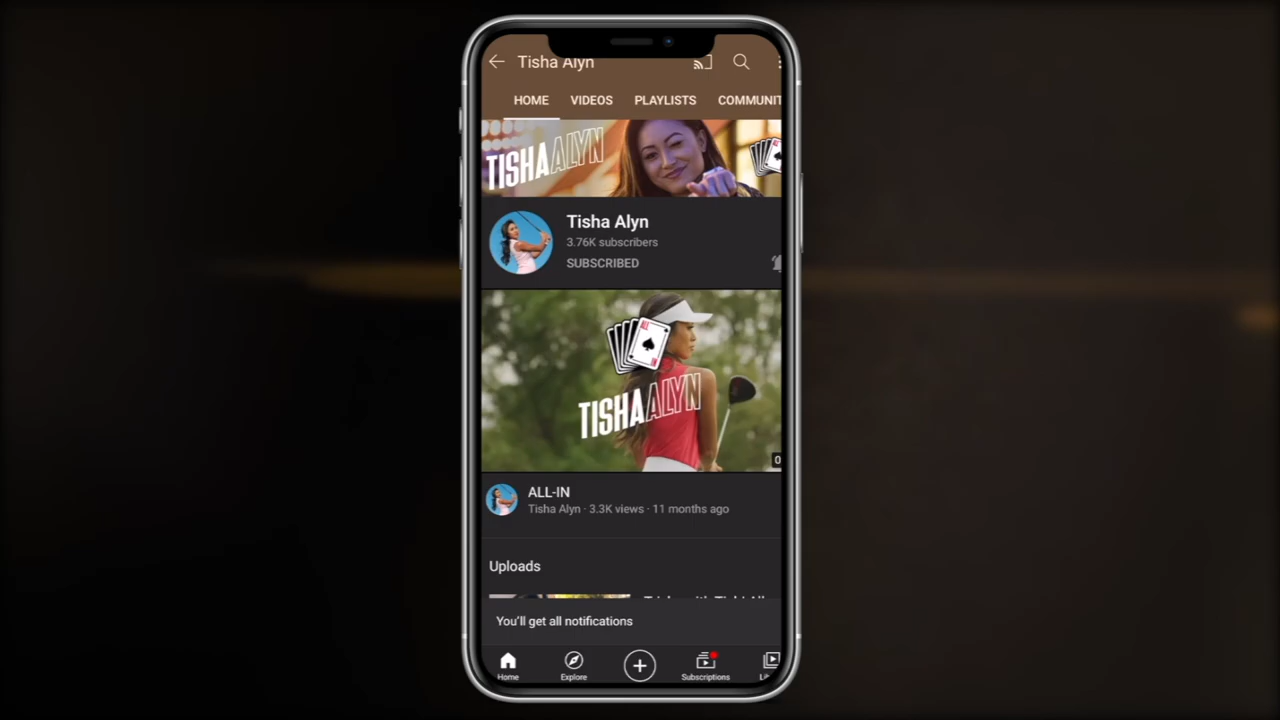 Tisha Alyn
HOME VIDEOS PLAYLISTS COMMUNIT
TISHAALYN
Tisha Alyn
3.76K subscribers
SUBSCRIBED
ALL
IN
TISHAALYN
0
ALL-IN
Tisha Alyn · 3.3K views · 11 months ago
Uploads
You'll get all notifications
Home Explore Subscriptions